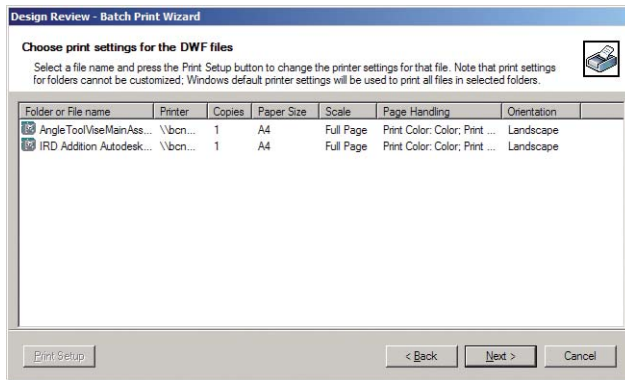 Design Review - Batch Print Wizard
Choose print settings for the DWF files
Select a file name and press the Print Setup button to change the printer settings for that file. Note that print settings
for folders cannot be customized; Windows default printer settings will be used to print all files in selected folders.
Folder or File name Printer Copies Paper Size Scale Page Handling Orientation
AngleToolViseMainAss... \\bcn... 1 A4 Full Page Print Color: Color; Print ... Landscape
IRD Addition Autodesk... \\bcn... 1 A4 Full Page Print Color: Color; Print ... Landscape
Print Setup < Back Next > Cancel